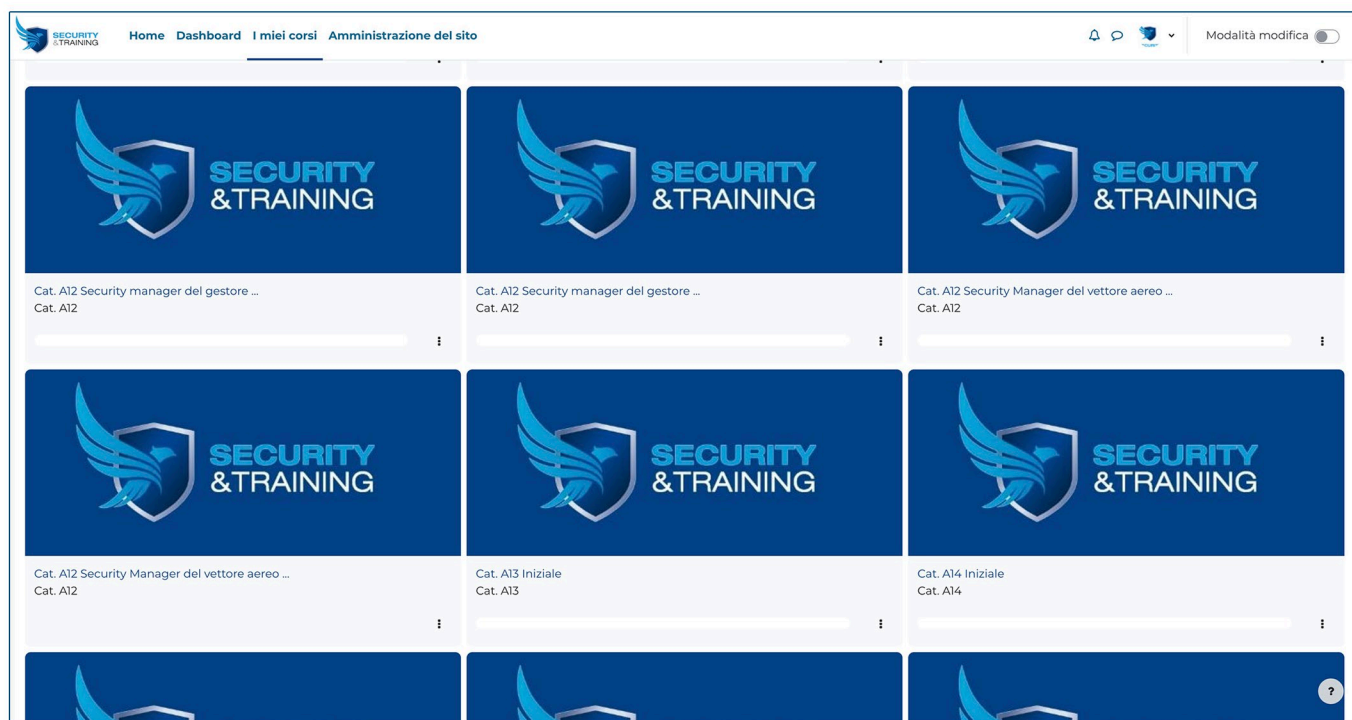 SECURITY
&TRAINING
Home Dashboard I miei corsi Amministrazione del sito
Modalità modifica
SECURITY
&TRAINING
SECURITY
&TRAINING
SECURITY
&TRAINING
Cat. A12 Security manager del gestore ...
Cat. A12
Cat. A12 Security manager del gestore ...
Cat. A12
Cat. A12 Security Manager del vettore aereo ...
Cat. A12
SECURITY
&TRAINING
SECURITY
&TRAINING
SECURITY
&TRAINING
Cat. A12 Security Manager del vettore aereo ...
Cat. A12
Cat. A13 Iniziale
Cat. A13
Cat. A14 Iniziale
Cat. A14
?